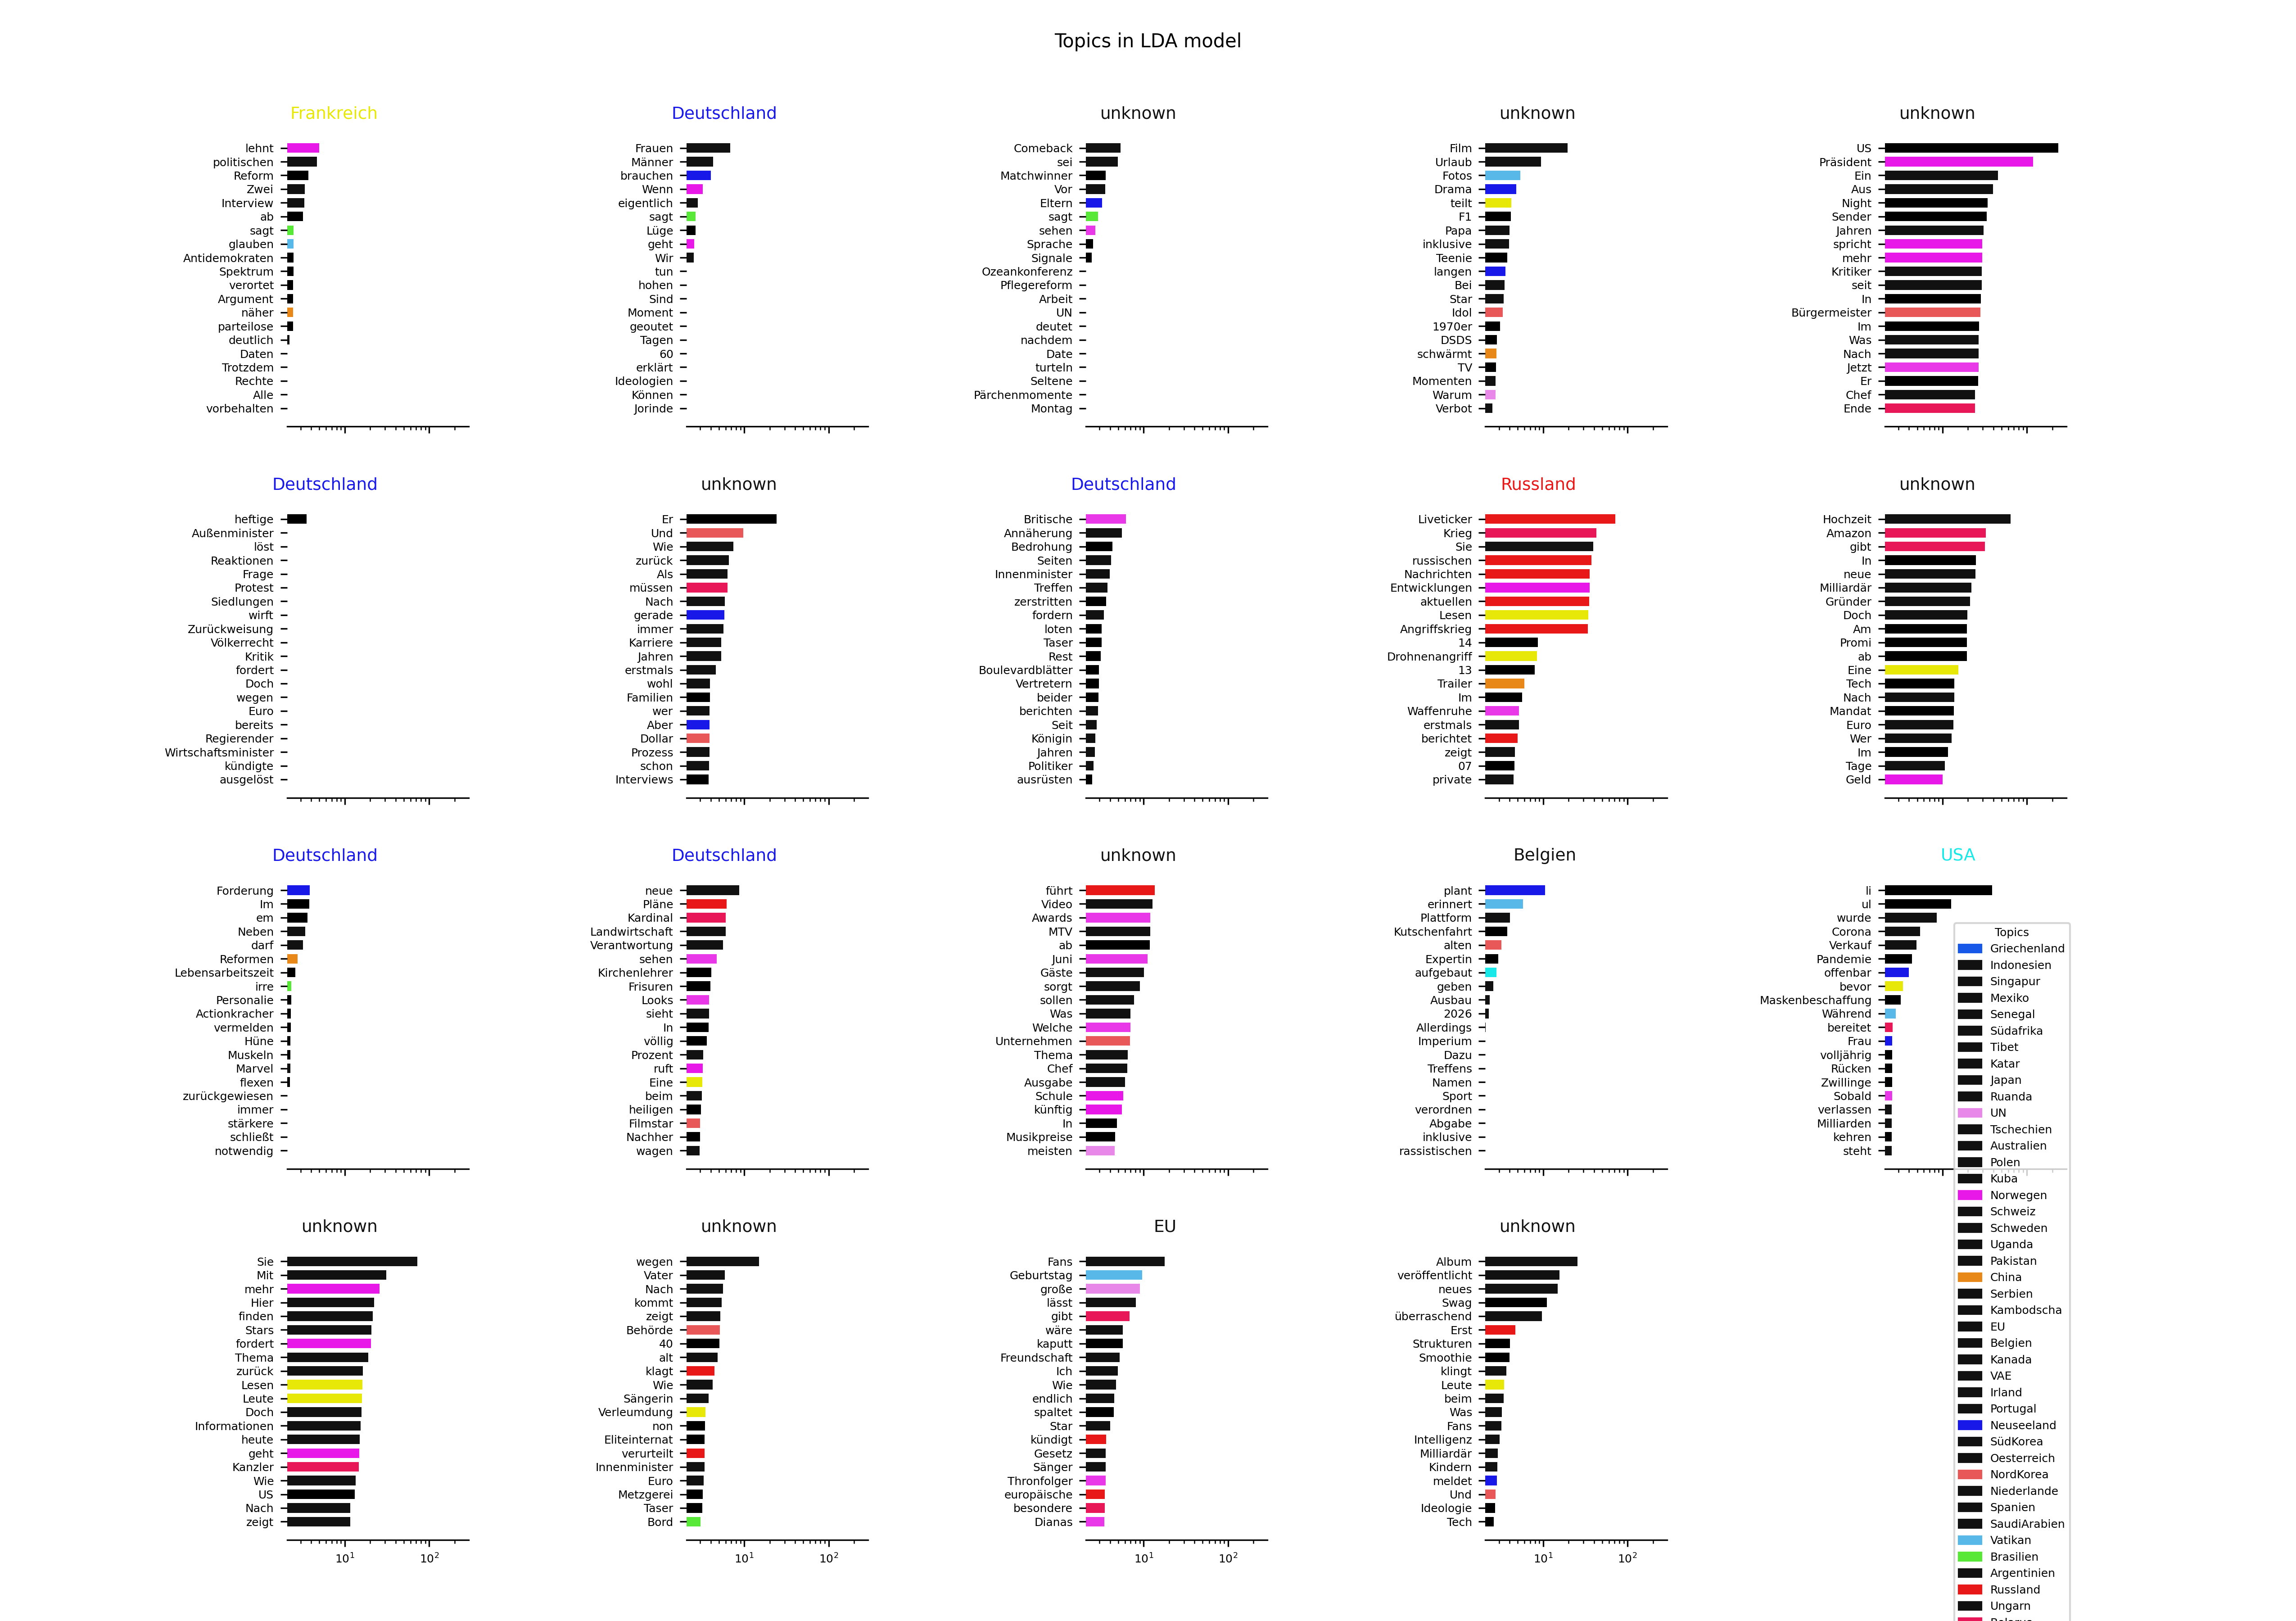 Topics in LDA model
Frankreich
lehnt
politischen
Reform
Zwei
Interview
ab
sagt
glauben
Antidemokraten
Spektrum
verortet
Argument
näher
parteilose
deutlich
Daten
Trotzdem
Rechte
Alle
vorbehalten
Deutschland
Frauen
Männer
brauchen
Wenn
eigentlich
sagt
Lüge
geht
Wir
tun
hohen
Sind
Moment
geoutet
Tagen
60
erklärt
Ideologien
Können
Jorinde
unknown
Comeback
sei
Matchwinner
Vor
Eltern
sagt
sehen
Sprache
Signale
Ozeankonferenz
Pflegereform
Arbeit
UN
deutet
nachdem
Date
turteln
Seltene
Pärchenmomente
Montag
unknown
Film
Urlaub
Fotos
Drama
teilt
F1
Papa
inklusive
Teenie
langen
Bei
Star
Idol
1970er
DSDS
schwärmt
TV
Momenten
Warum
Verbot
unknown
US
Präsident
Ein
Aus
Night
Sender
Jahren
spricht
mehr
Kritiker
seit
In
Bürgermeister
Im
Was
Nach
Jetzt
Er
Chef
Ende
Deutschland
heftige
Außenminister
löst
Reaktionen
Frage
Protest
Siedlungen
wirft
Zurückweisung
Völkerrecht
Kritik
fordert
Doch
wegen
Euro
bereits
Regierender
Wirtschaftsminister
kündigte
ausgelöst
unknown
Er
Und
Wie
zurück
Als
müssen
Nach
gerade
immer
Karriere
Jahren
erstmals
wohl
Familien
wer
Aber
Dollar
Prozess
schon
Interviews
Deutschland
Britische
Annäherung
Bedrohung
Seiten
Innenminister
Treffen
zerstritten
fordern
loten
Taser
Rest
Boulevardblätter
Vertretern
beider
berichten
Seit
Königin
Jahren
Politiker
ausrüsten
Russland
Liveticker
Krieg
Sie
russischen
Nachrichten
Entwicklungen
aktuellen
Lesen
Angriffskrieg
14
Drohnenangriff
13
Trailer
Im
Waffenruhe
erstmals
berichtet
zeigt
07
private
unknown
Hochzeit
Amazon
gibt
In
neue
Milliardär
Gründer
Doch
Am
Promi
ab
Eine
Tech
Nach
Mandat
Euro
Wer
Im
Tage
Geld
Deutschland
Forderung
Im
em
Neben
darf
Reformen
Lebensarbeitszeit
irre
Personalie
Actionkracher
vermelden
Hüne
Muskeln
Marvel
flexen
zurückgewiesen
immer
stärkere
schließt
notwendig
Deutschland
neue
Pläne
Kardinal
Landwirtschaft
Verantwortung
sehen
Kirchenlehrer
Frisuren
Looks
sieht
In
völlig
Prozent
ruft
Eine
beim
heiligen
Filmstar
Nachher
wagen
unknown
führt
Video
Awards
MTV
ab
Juni
Gäste
sorgt
sollen
Was
Welche
Unternehmen
Thema
Chef
Ausgabe
Schule
künftig
In
Musikpreise
meisten
Belgien
plant
erinnert
Plattform
Kutschenfahrt
alten
Expertin
aufgebaut
geben
Ausbau
2026
Allerdings
Imperium
Dazu
Treffens
Namen
Sport
verordnen
Abgabe
inklusive
rassistischen
USA
li
ul
wurde
Corona
Verkauf
Pandemie
offenbar
bevor
Maskenbeschaffung
Während
bereitet
Frau
volljährig
Rücken
Zwillinge
Sobald
verlassen
Milliarden
kehren
steht
unknown
Sie
Mit
mehr
Hier
finden
Stars
fordert
Thema
zurück
Lesen
Leute
Doch
Informationen
heute
geht
Kanzler
Wie
US
Nach
zeigt
10¹ 10²
unknown
wegen
Vater
Nach
kommt
zeigt
Behörde
40
alt
klagt
Wie
Sängerin
Verleumdung
non
Eliteinternat
verurteilt
Innenminister
Euro
Metzgerei
Taser
Bord
10¹ 10²
EU
Fans
Geburtstag
große
lässt
gibt
wäre
kaputt
Freundschaft
Ich
Wie
endlich
spaltet
Star
kündigt
Gesetz
Sänger
Thronfolger
europäische
besondere
Dianas
10¹ 10²
unknown
Album
veröffentlicht
neues
Swag
überraschend
Erst
Strukturen
Smoothie
klingt
Leute
beim
Was
Fans
Intelligenz
Milliardär
Kindern
meldet
Und
Ideologie
Tech
10¹ 10²
Topics
Griechenland
Indonesien
Singapur
Mexiko
Senegal
Südafrika
Tibet
Katar
Japan
Ruanda
UN
Tschechien
Australien
Polen
Kuba
Norwegen
Schweiz
Schweden
Uganda
Pakistan
China
Serbien
Kambodscha
EU
Belgien
Kanada
VAE
Irland
Portugal
Neuseeland
SüdKorea
Oesterreich
NordKorea
Niederlande
Spanien
SaudiArabien
Vatikan
Brasilien
Argentinien
Russland
Ungarn